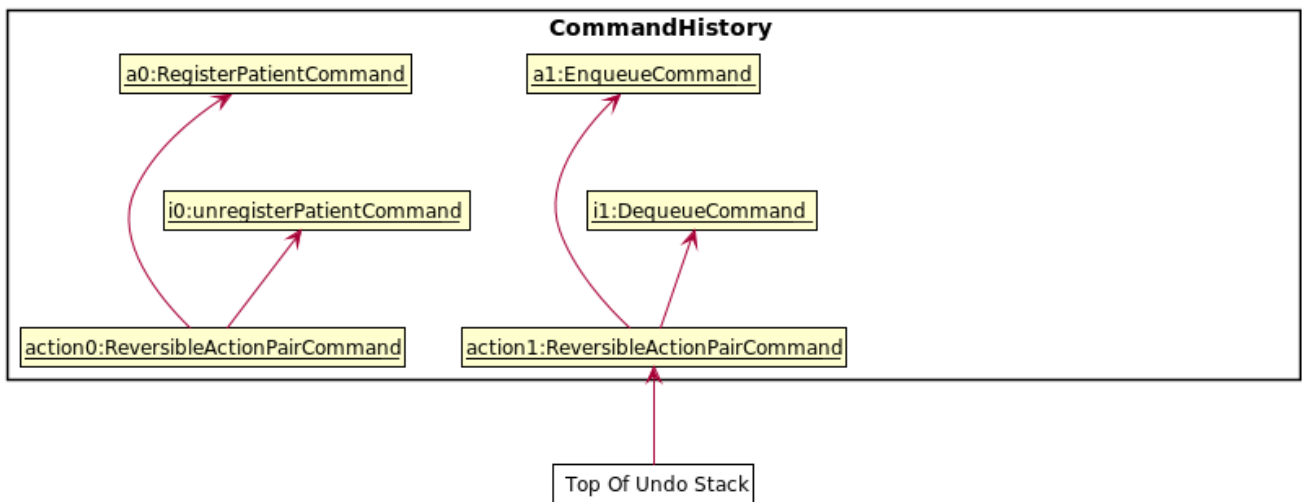 CommandHistory
a0:RegisterPatientCommand
a1:EnqueueCommand
i0:unregisterPatientCommand
i1:DequeueCommand
action0:ReversibleActionPairCommand
action1:ReversibleActionPairCommand
Top Of Undo Stack